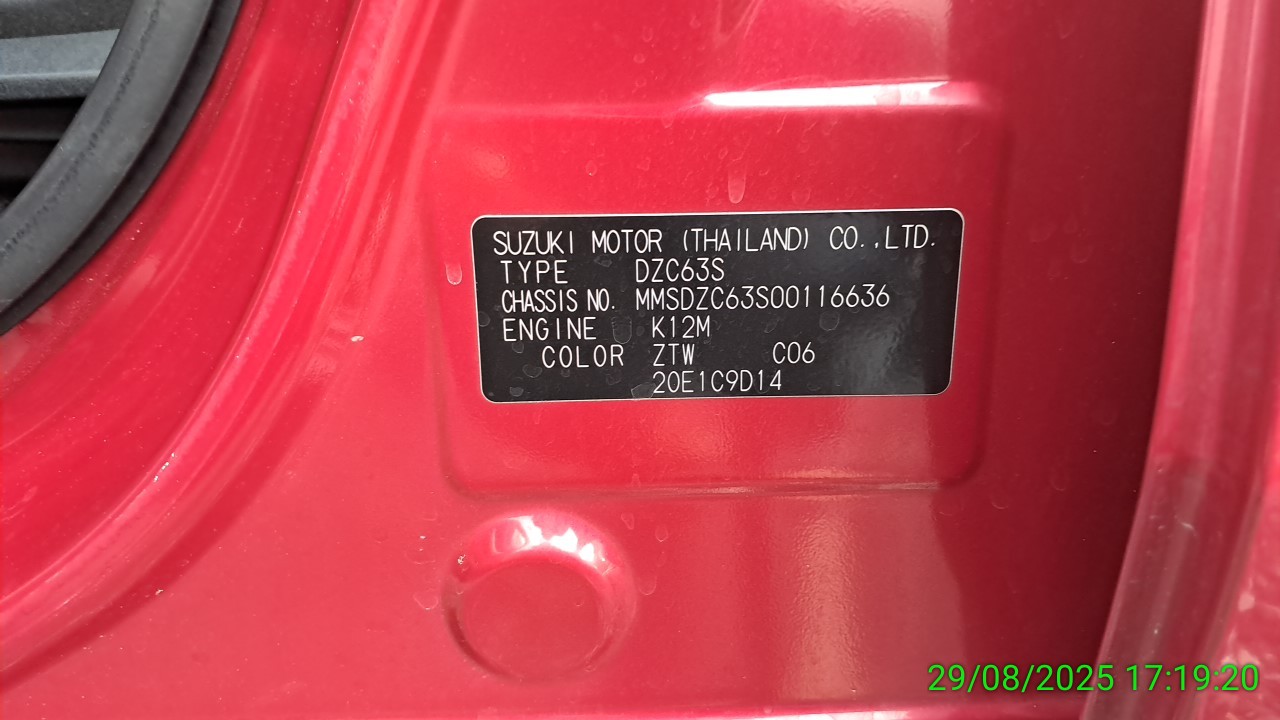 SUZUKI MOTOR (THAILAND) CO.,LTD.
TYPE DZC63S
CHASSIS NO. MMSDZC63S00116636
ENGINE K12M
COLOR ZTW C06
20E1C9D14
29/08/2025 17:19:20